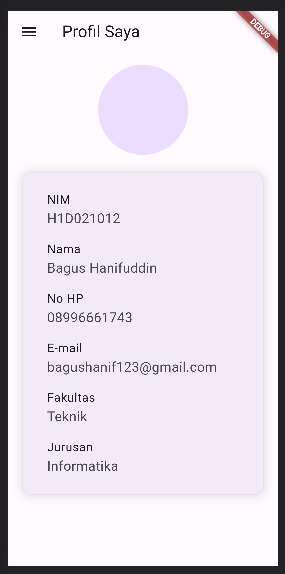 Profil Saya
DEBUG
NIM
H1D021012
Nama
Bagus Hanifuddin
No HP
08996661743
E-mail
bagushanif123@gmail.com
Fakultas
Teknik
Jurusan
Informatika